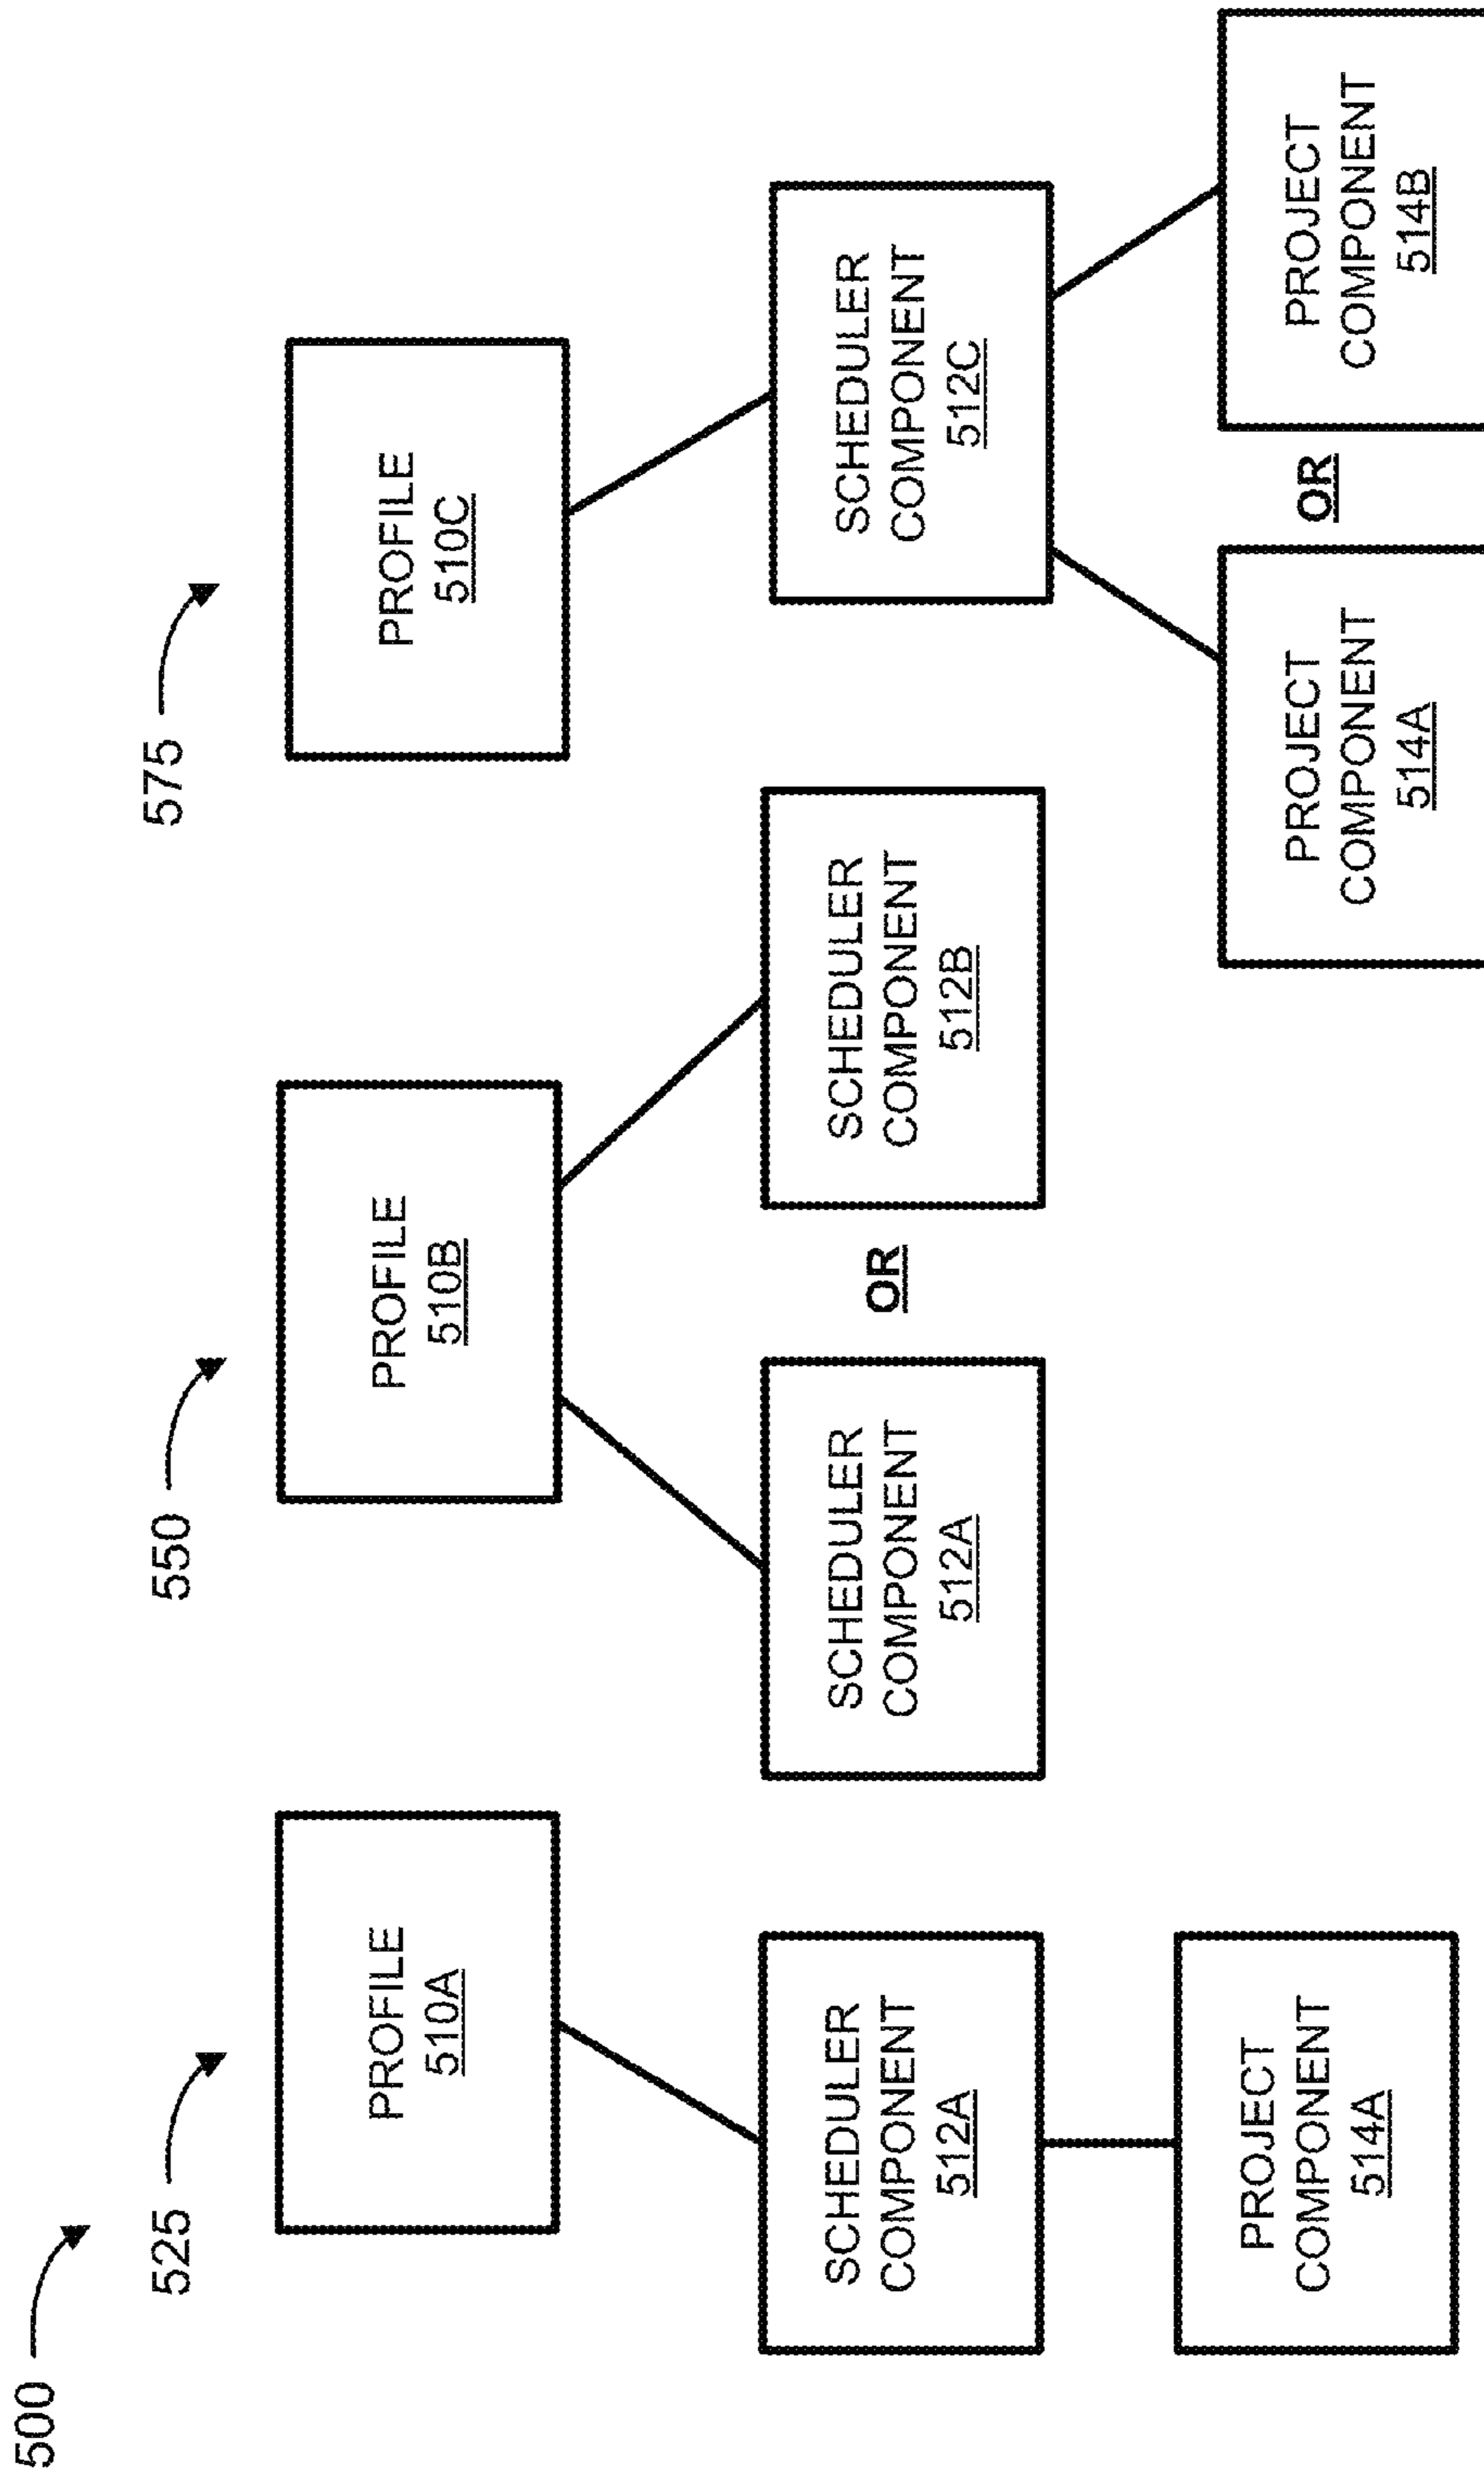 500
525
550
575
PROFILE
510A
PROFILE
510B
PROFILE
510C
SCHEDULER
COMPONENT
512A
SCHEDULER
COMPONENT
512A
OR
SCHEDULER
COMPONENT
512B
SCHEDULER
COMPONENT
512C
PROJECT
COMPONENT
514A
PROJECT
COMPONENT
514A
OR
PROJECT
COMPONENT
514B